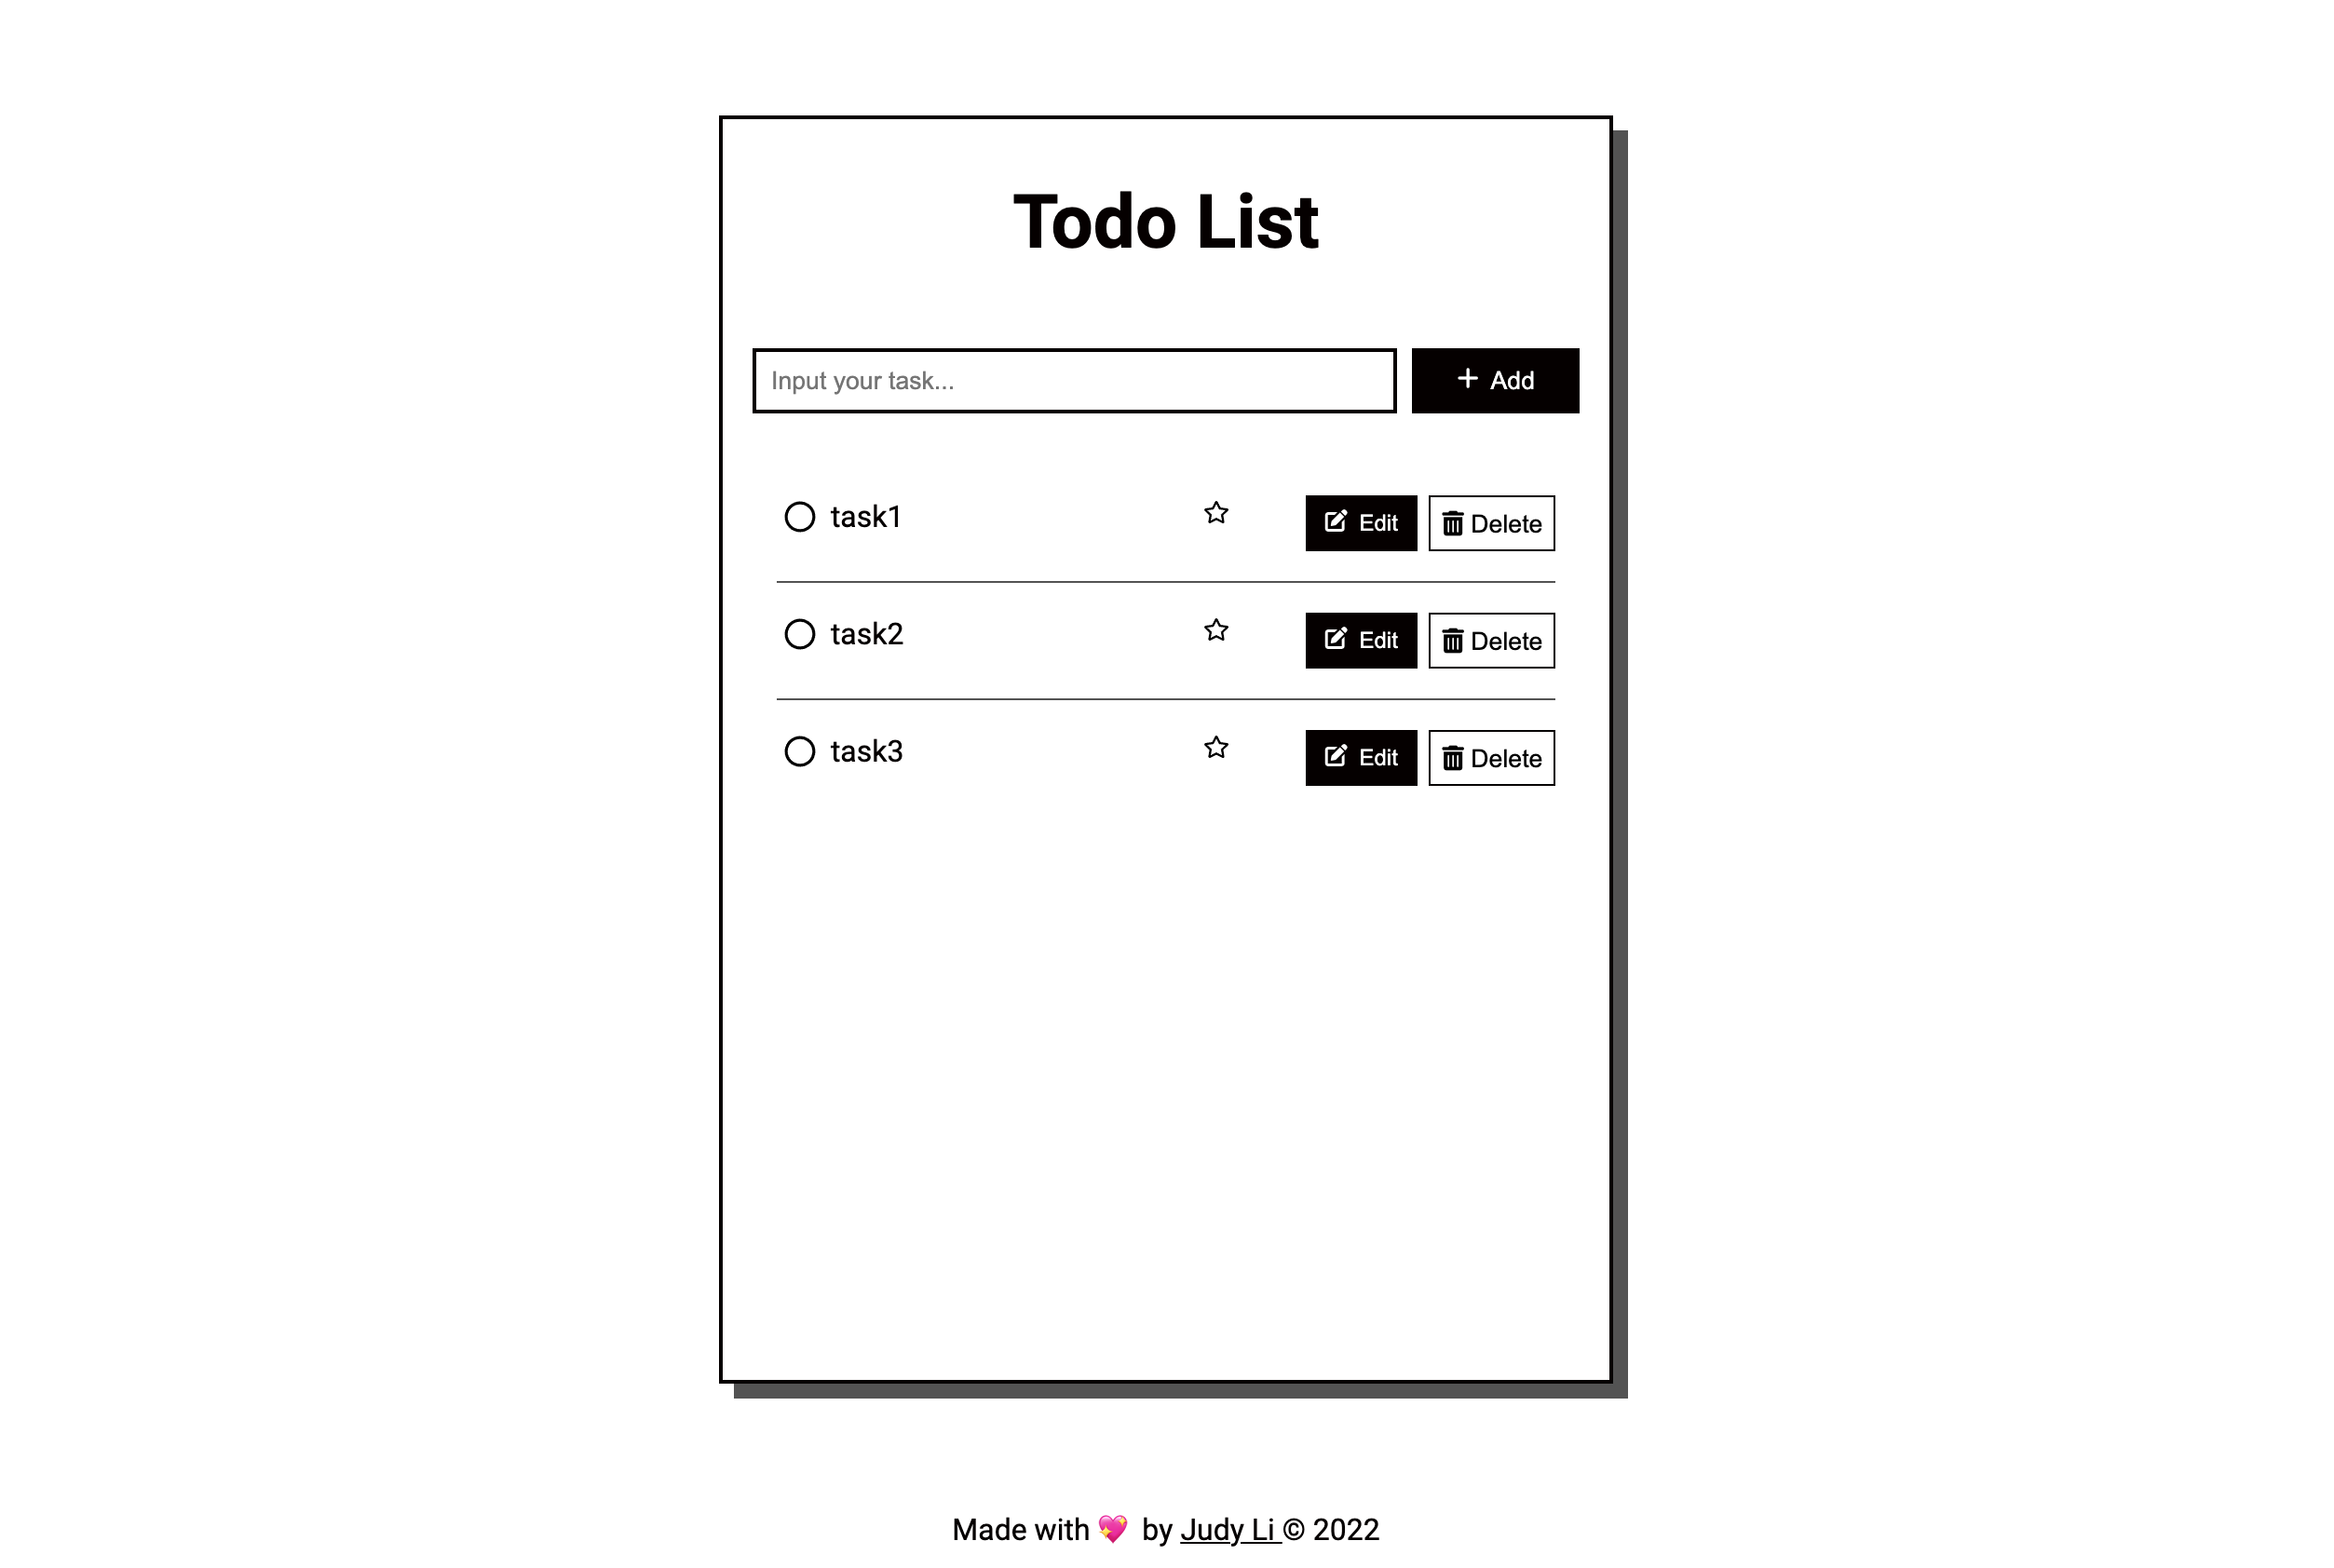 Todo List
Input your task...
Add
task1 Edit Delete
task2 Edit Delete
task3 Edit Delete
Made with 💖 by Judy Li © 2022